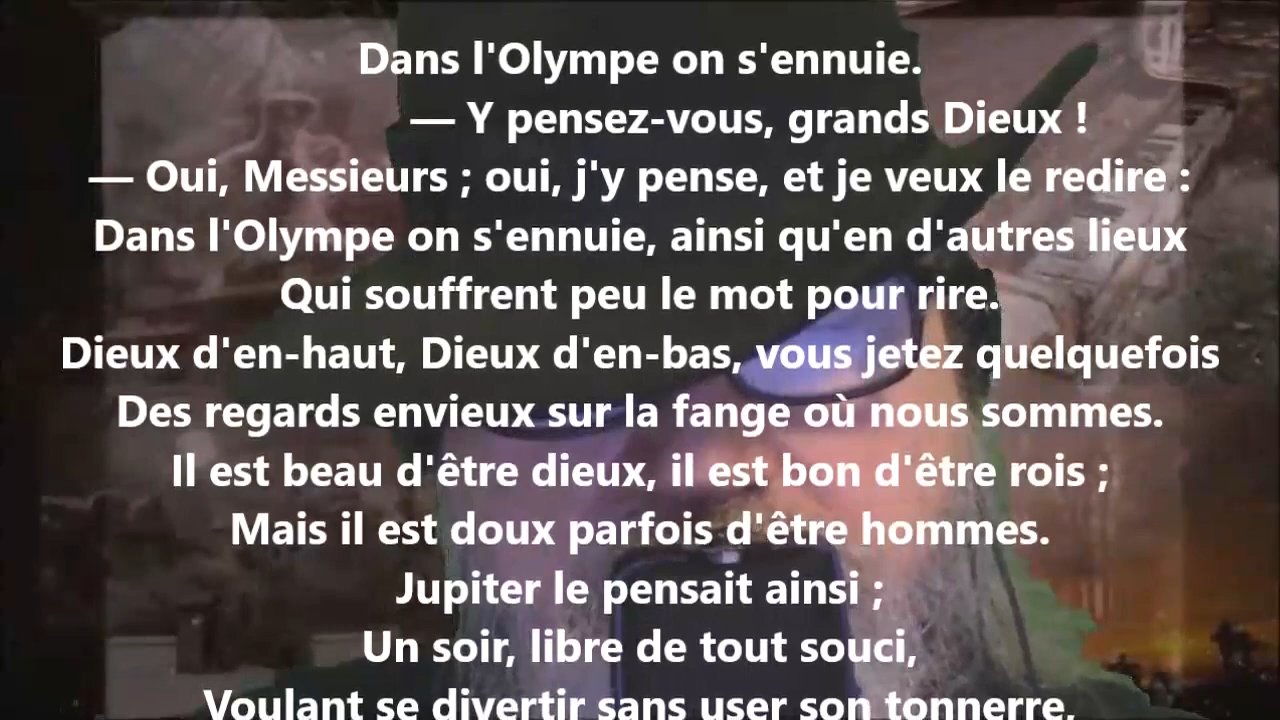 Dans l'Olympe on s'ennuie.
— Y pensez-vous, grands Dieux !
— Oui, Messieurs ; oui, j'y pense, et je veux le redire :
Dans l'Olympe on s'ennuie, ainsi qu'en d'autres lieux
Qui souffrent peu le mot pour rire.
Dieux d'en-haut, Dieux d'en-bas, vous jetez quelquefois
Des regards envieux sur la fange où nous sommes.
Il est beau d'être dieux, il est bon d'être rois ;
Mais il est doux parfois d'être hommes.
Jupiter le pensait ainsi ;
Un soir, libre de tout souci,
Voulant se divertir sans user son tonnerre,